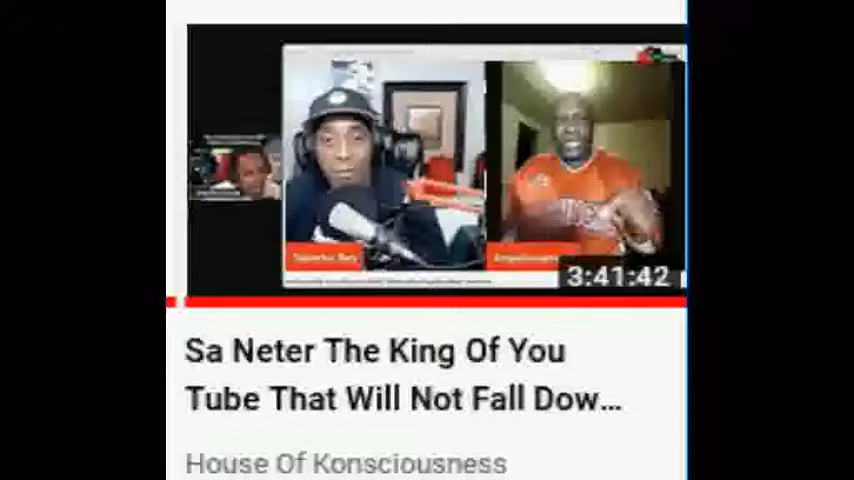 3:41:42
Sa Neter The King Of You
Tube That Will Not Fall Dow...
House Of Konsciousness